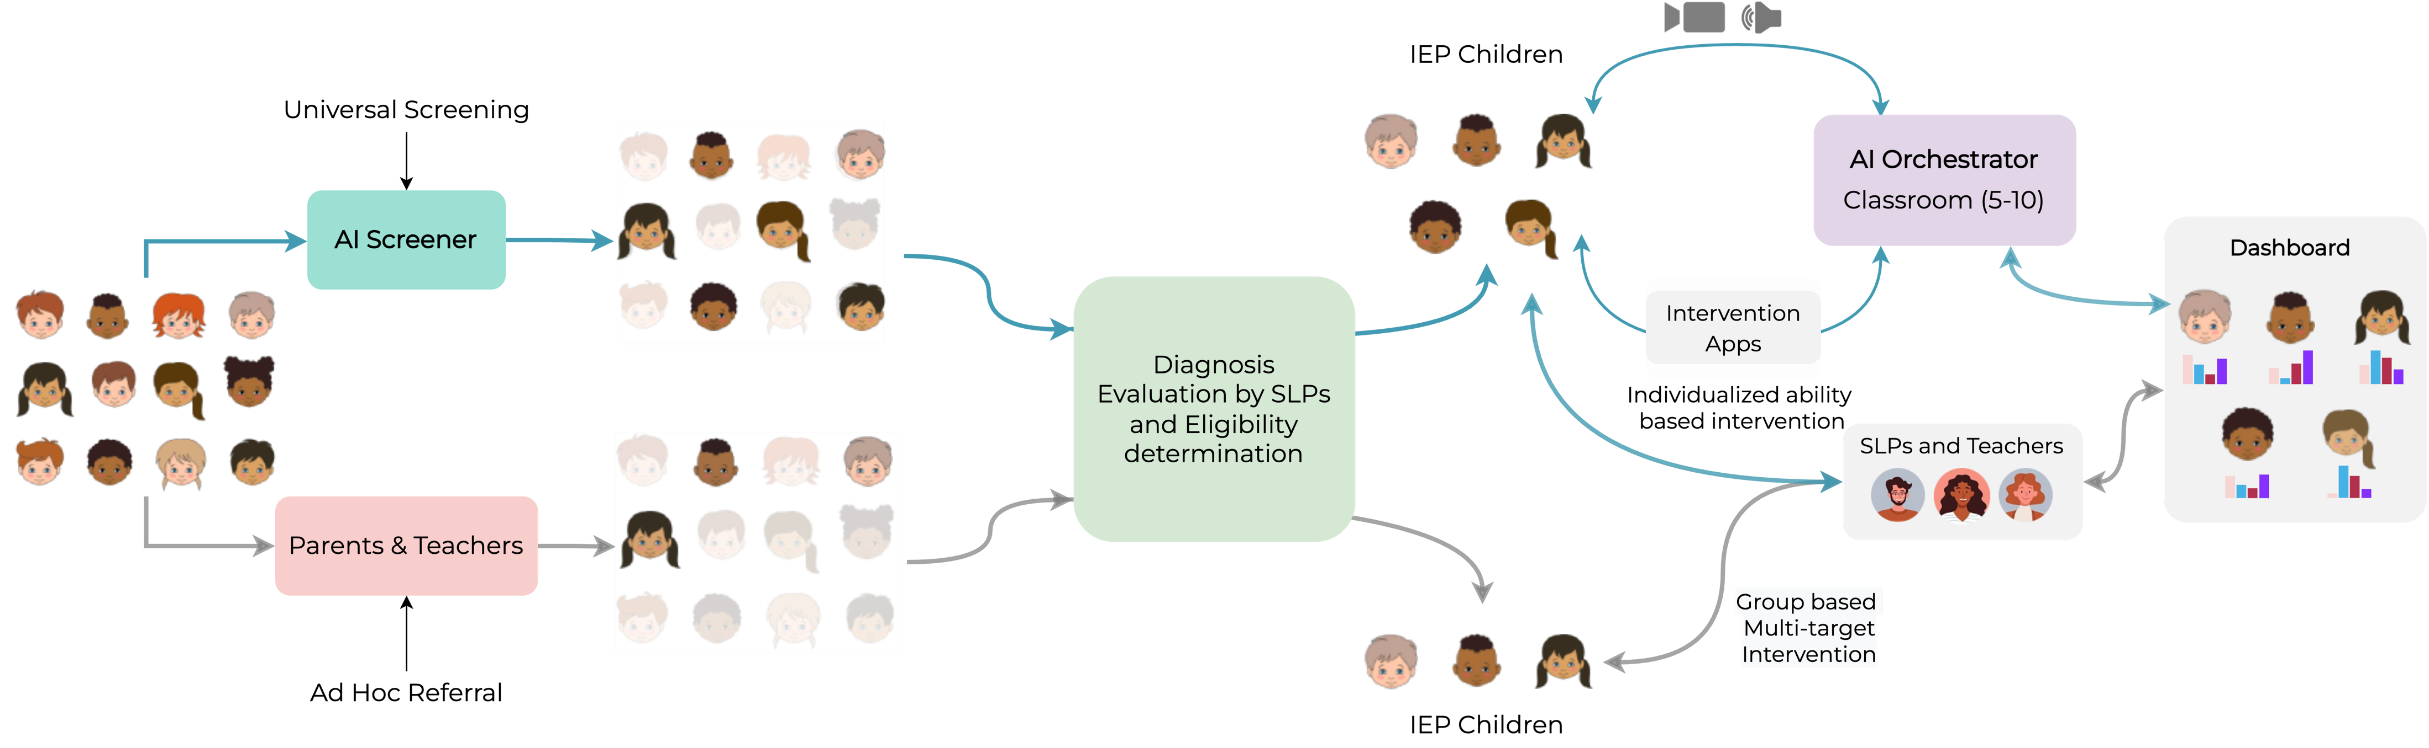 Universal Screening
AI Screener
Parents & Teachers
Ad Hoc Referral
Diagnosis
Evaluation by SLPs
and Eligibility
determination
IEP Children
AI Orchestrator
Classroom (5-10)
Intervention
Apps
Individualized ability
based intervention
SLPs and Teachers
Group based
Multi-target
Intervention
IEP Children
Dashboard